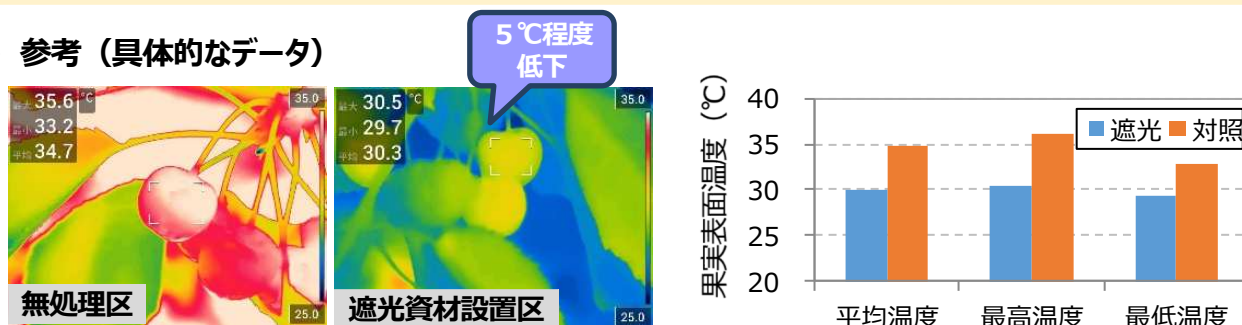 参考（具体的なデータ）
5℃程度
低下
最大 35.6 ℃
最小 33.2
平均 34.7
35.0
25.0
無処理区
最大 30.5 ℃
最小 29.7
平均 30.3
35.0
25.0
遮光資材設置区
果実表面温度（℃）
40
35
30
25
20
遮光 対照
平均温度 最高温度 最低温度